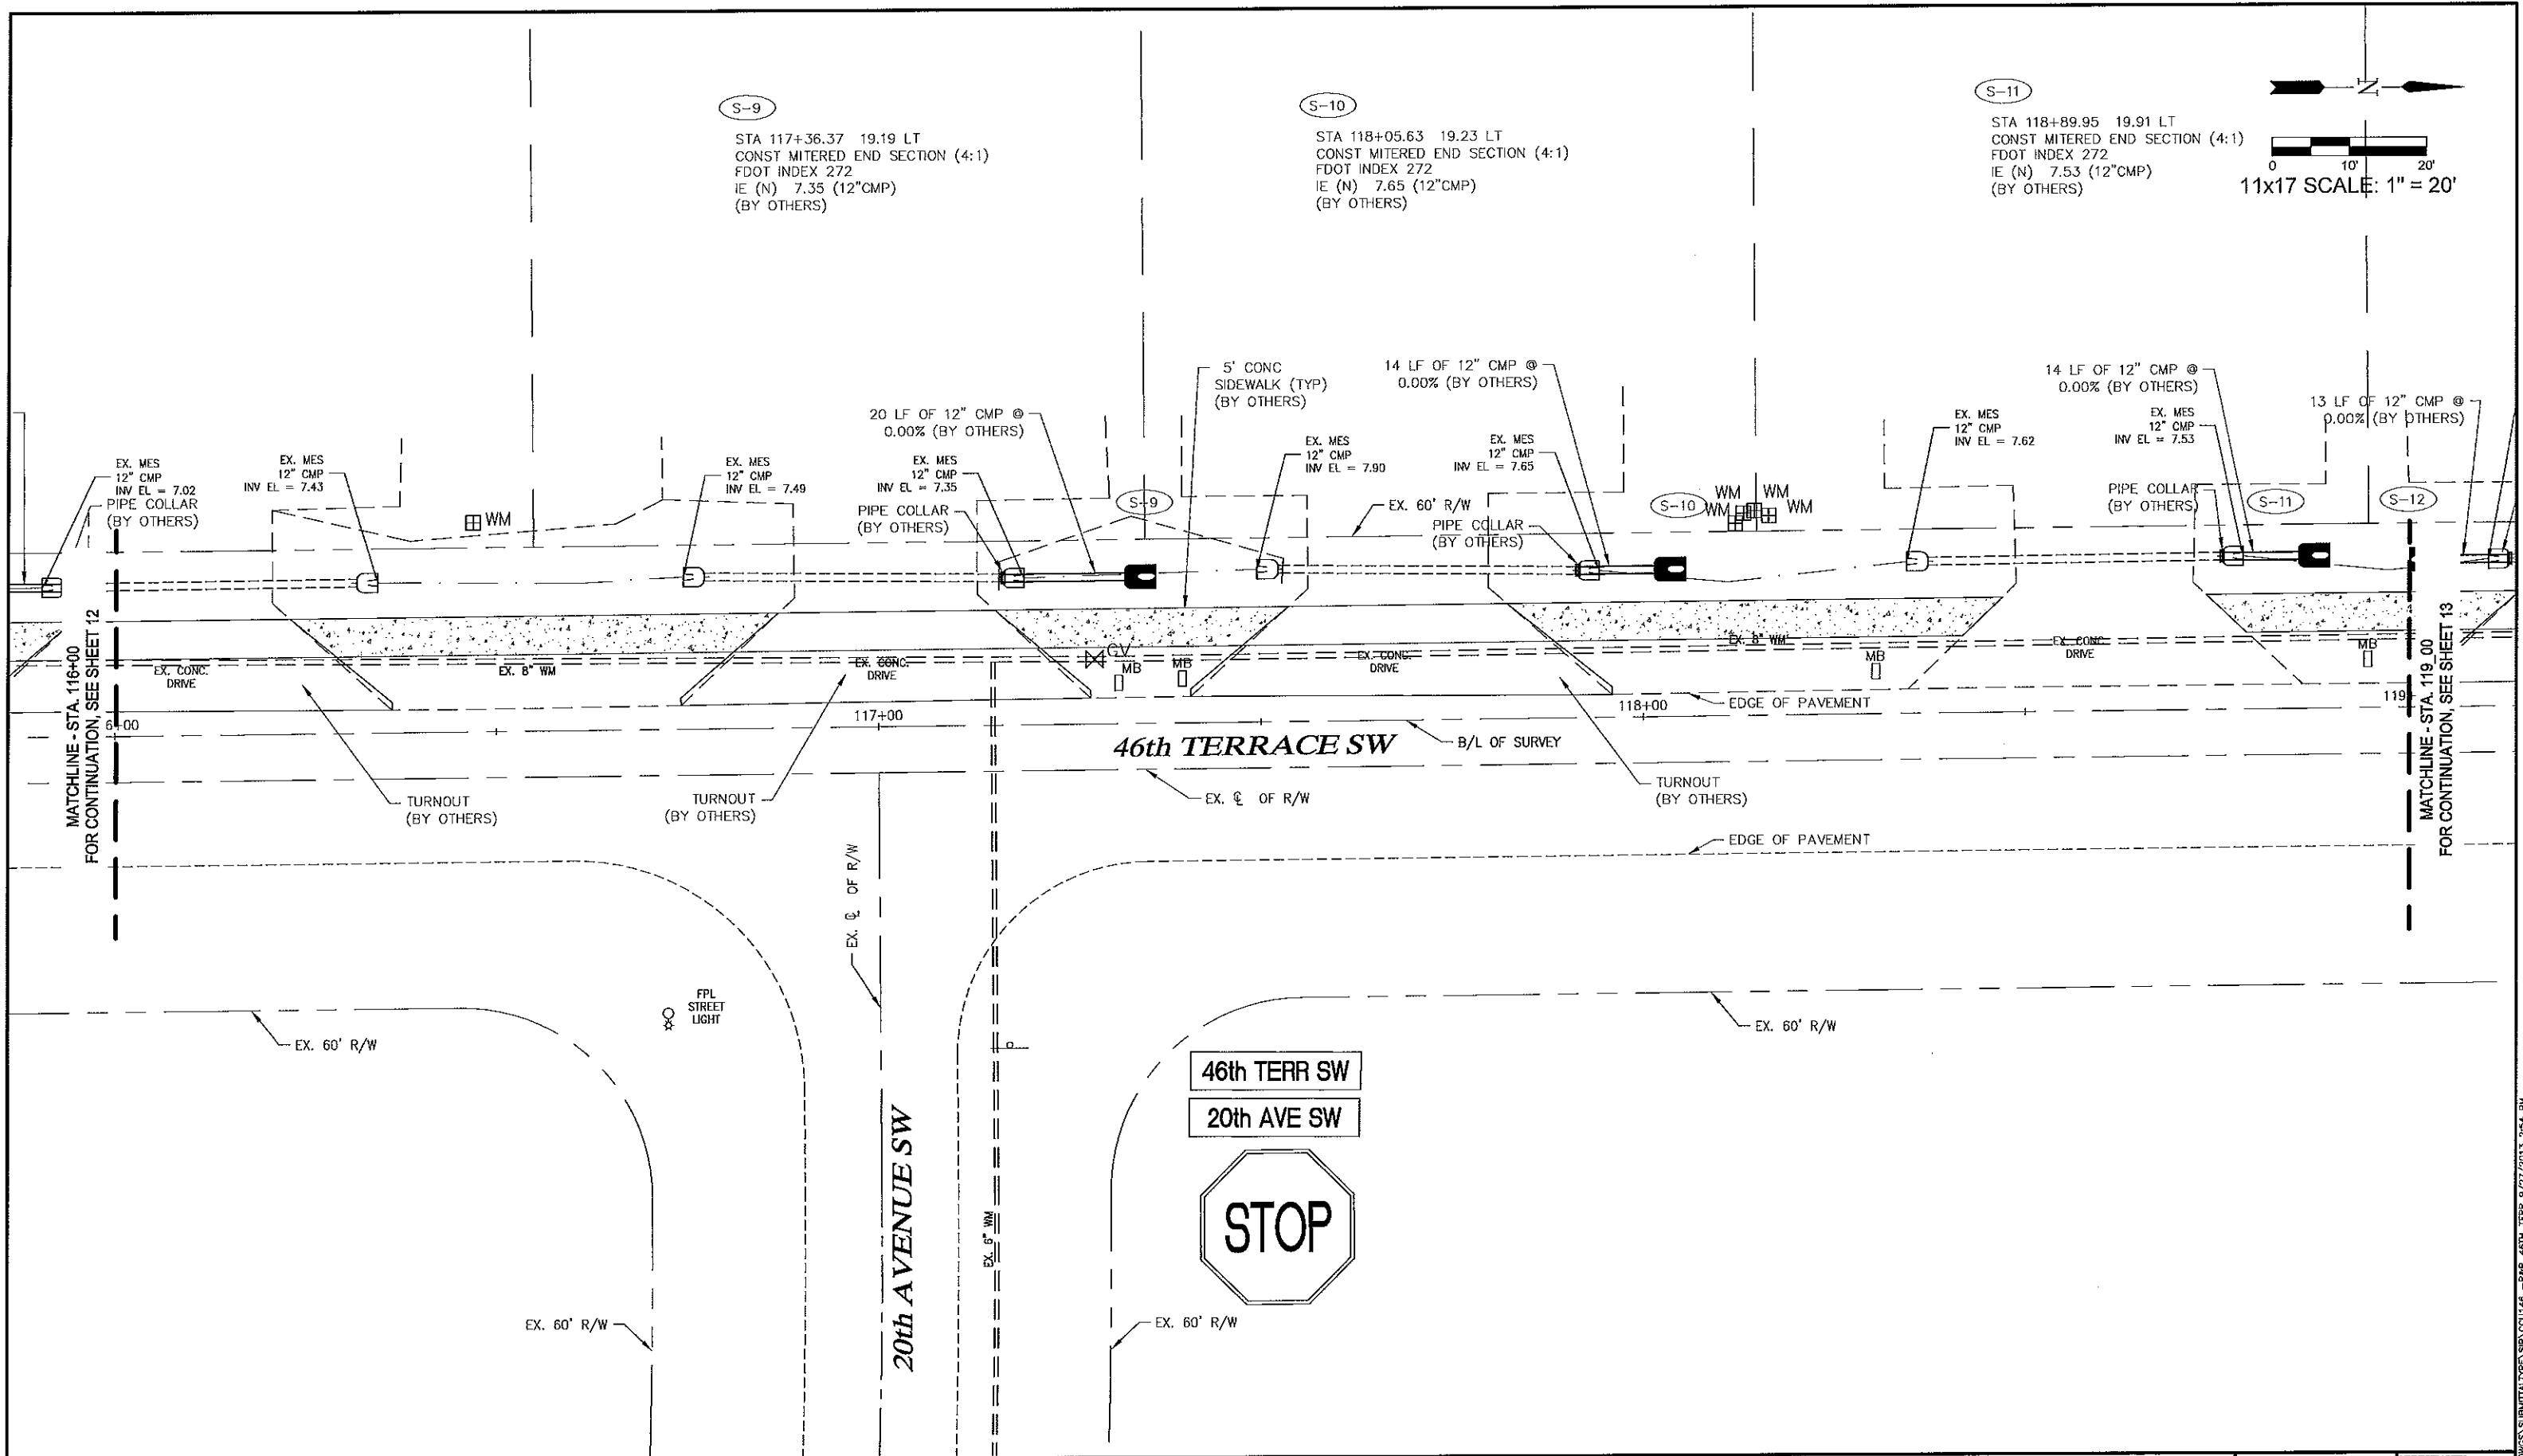 S-9
STA 117+36.37 19.19 LT
CONST MITERED END SECTION (4:1)
FDOT INDEX 272
IE (N) 7.35 (12"CMP)
(BY OTHERS)
S-10
STA 118+05.63 19.23 LT
CONST MITERED END SECTION (4:1)
FDOT INDEX 272
IE (N) 7.65 (12"CMP)
(BY OTHERS)
S-11
STA 118+89.95 19.91 LT
CONST MITERED END SECTION (4:1)
FDOT INDEX 272
IE (N) 7.53 (12"CMP)
(BY OTHERS)
N
0 10' 20'
11x17 SCALE: 1" = 20'
EX. MES
12" CMP
INV EL = 7.02
PIPE COLLAR
(BY OTHERS)
EX. MES
12" CMP
INV EL = 7.43
WM
EX. MES
12" CMP
INV EL = 7.49
20 LF OF 12" CMP @
0.00% (BY OTHERS)
EX. MES
12" CMP
INV EL = 7.35
PIPE COLLAR
(BY OTHERS)
S-9
5' CONC
SIDEWALK (TYP)
(BY OTHERS)
EX. MES
12" CMP
INV EL = 7.90
14 LF OF 12" CMP @
0.00% (BY OTHERS)
EX. MES
12" CMP
INV EL = 7.65
EX. 60' R/W
PIPE COLLAR
(BY OTHERS)
S-10
WM
WM
WM
WM
EX. MES
12" CMP
INV EL = 7.62
14 LF OF 12" CMP @
0.00% (BY OTHERS)
EX. MES
12" CMP
INV EL = 7.53
PIPE COLLAR
(BY OTHERS)
S-11
13 LF OF 12" CMP @
0.00% (BY OTHERS)
S-12
MATCHLINE - STA. 116+00
FOR CONTINUATION, SEE SHEET 12
EX. CONC.
DRIVE
EX. 8" WM
EX. CONC.
DRIVE
GV
MB
MB
EX. CONC.
DRIVE
EX. 8" WM
MB
EX. CONC.
DRIVE
MB
MATCHLINE - STA. 119_00
FOR CONTINUATION, SEE SHEET 13
6+00
117+00
118+00
119
EDGE OF PAVEMENT
46th TERRACE SW
B/L OF SURVEY
TURNOUT
(BY OTHERS)
TURNOUT
(BY OTHERS)
EX. ℄ OF R/W
TURNOUT
(BY OTHERS)
EDGE OF PAVEMENT
EX. ℄ OF R/W
FPL
STREET
LIGHT
EX. 60' R/W
EX. 60' R/W
46th TERR SW
20th AVE SW
STOP
20th AVENUE SW
EX. 6" WM
EX. 60' R/W
EX. 60' R/W